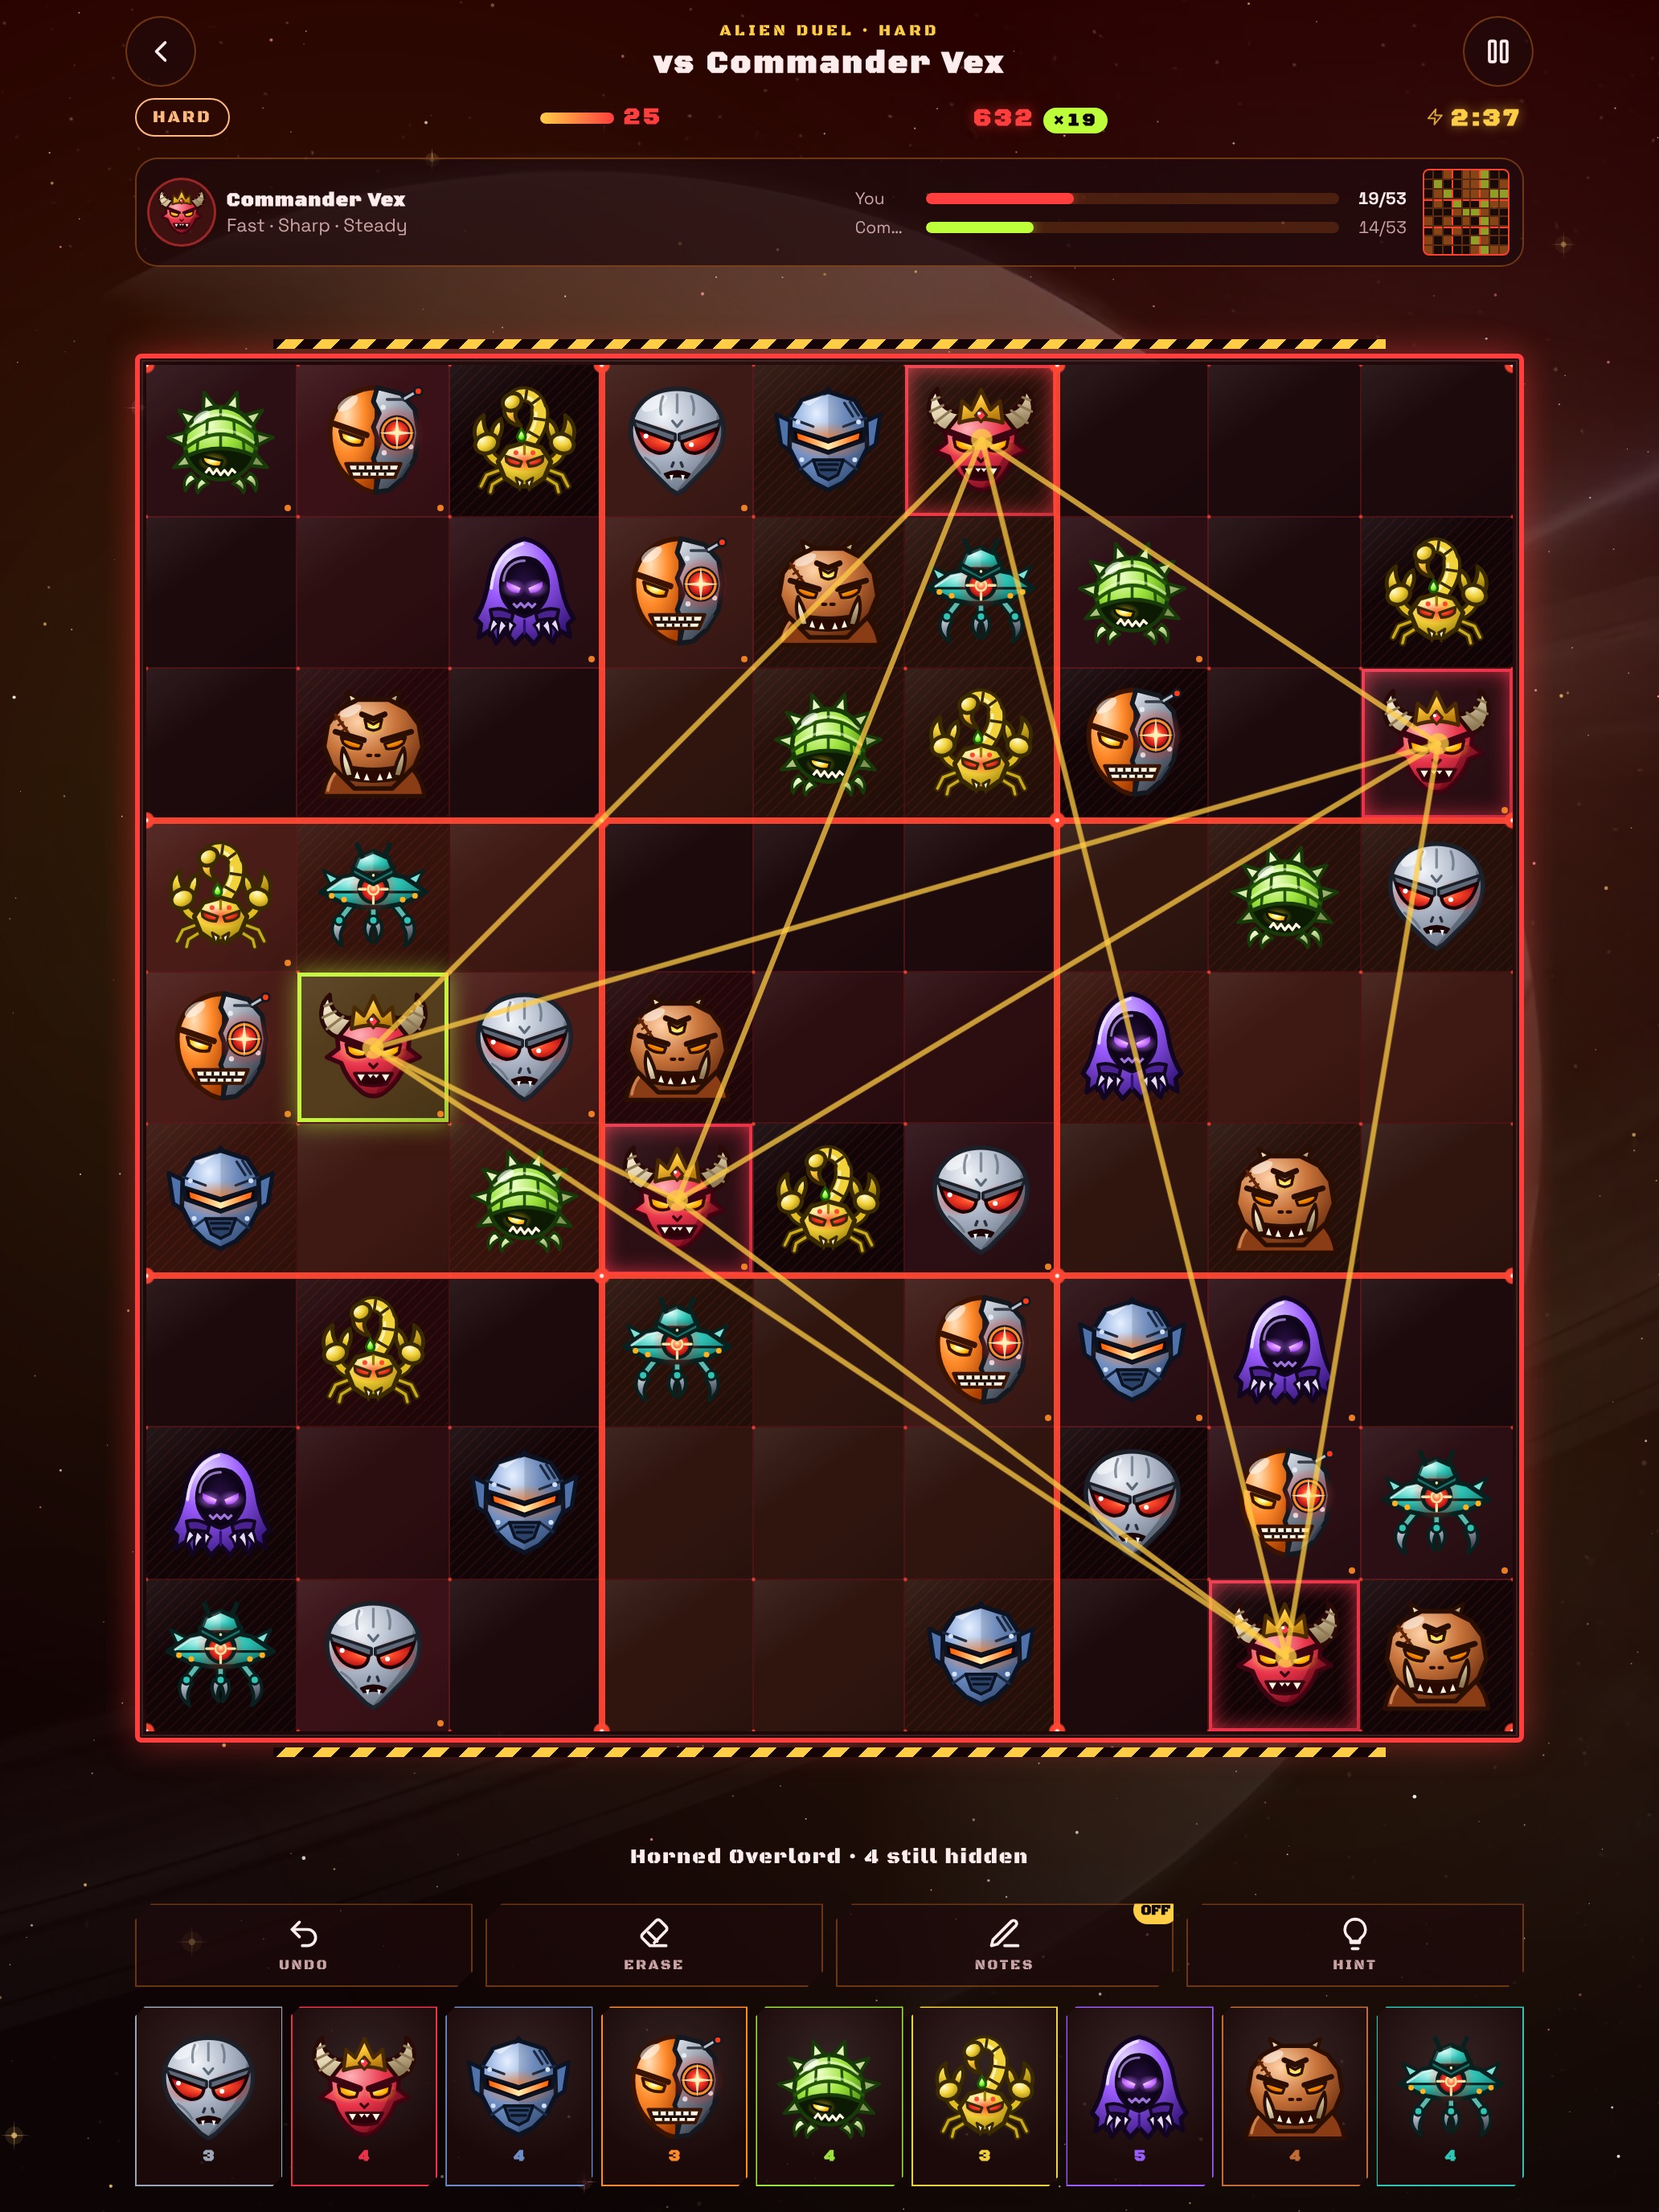 ALIEN DUEL · HARD
vs Commander Vex
HARD
25
632 ×19
2:37
Commander Vex
Fast · Sharp · Steady
You 19/53
Com... 14/53
Horned Overlord · 4 still hidden
OFF
UNDO ERASE NOTES HINT
3 4 4 3 4 3 5 4 4